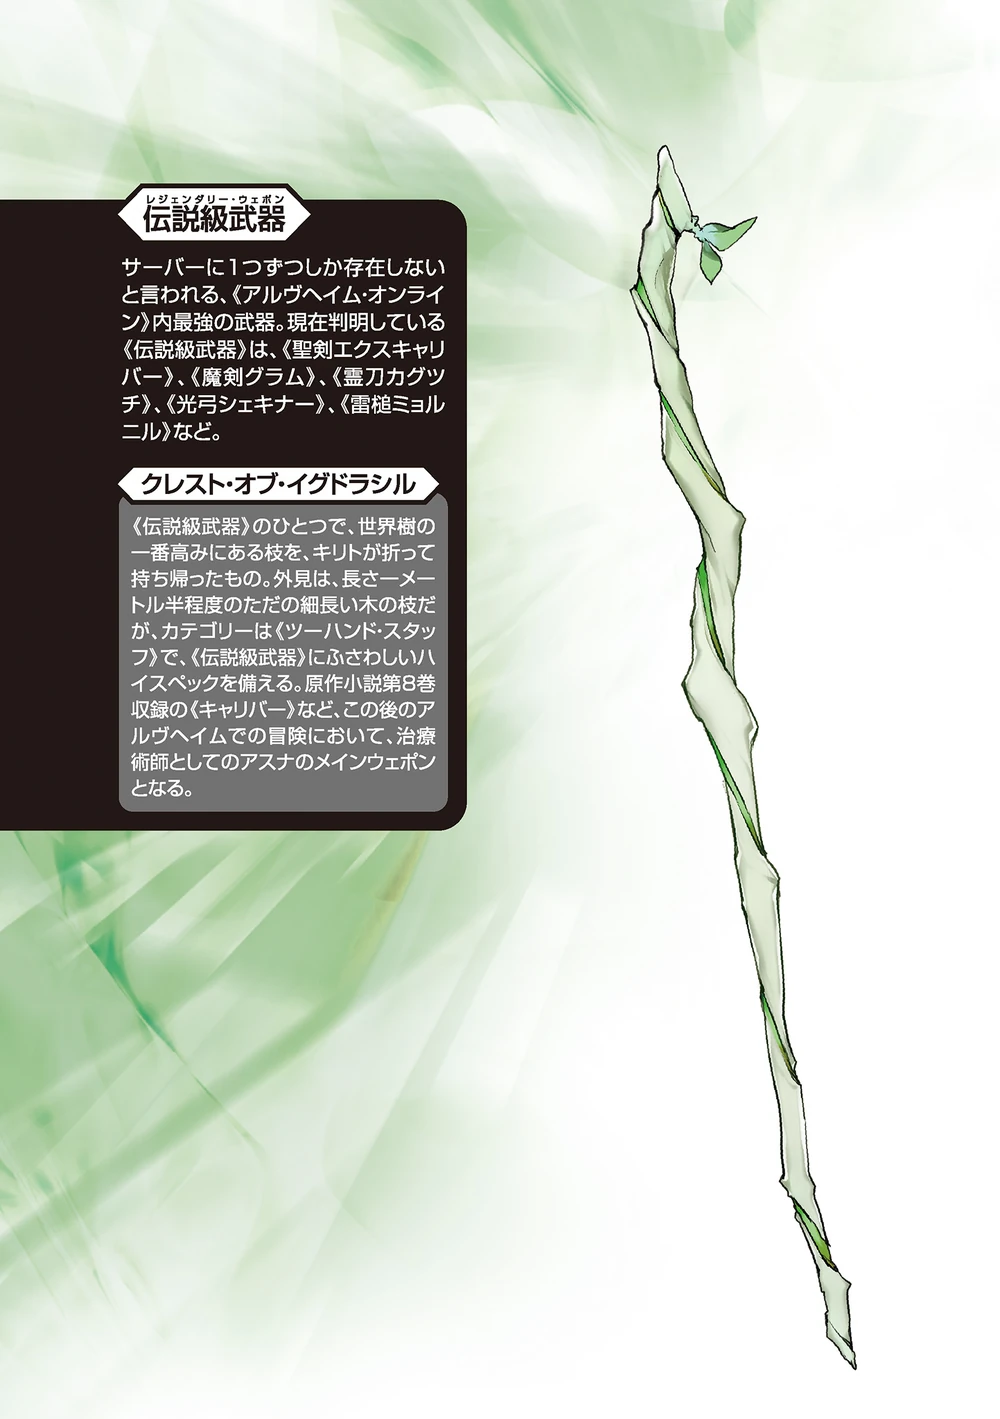 レジェンダリー・ウェポン
伝説級武器
サーバーに1つずつしか存在しない
と言われる、《アルヴヘイム・オンライ
ン》内最強の武器。現在判明している
《伝説級武器》は、《聖剣エクスキャリ
バー》、《魔剣グラム》、《霊刀カグツ
チ》、《光弓シェキナー》、《雷槌ミョル
ニル》など。
クレスト・オブ・イグドラシル
《伝説級武器》のひとつで、世界樹の
一番高みにある枝を、キリトが折って
持ち帰ったもの。外見は、長さ一メー
トル半程度のただの細長い木の枝だ
が、カテゴリーは《ツーハンド・スタッ
フ》で、《伝説級武器》にふさわしいハ
イスペックを備える。原作小説第8巻
収録の《キャリバー》など、この後のア
ルヴヘイムでの冒険において、治療
術師としてのアスナのメインウェポン
となる。